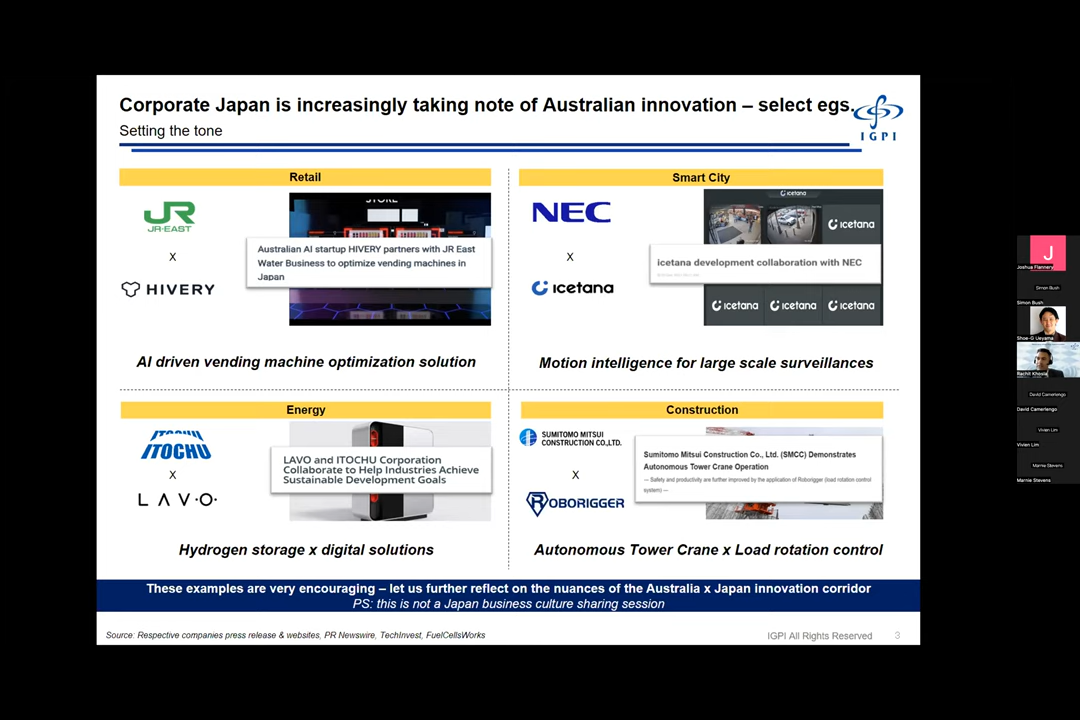 Corporate Japan is increasingly taking note of Australian innovation – select egs.
Setting the tone
IGPI
Retail
JR
JR-EAST
X
HIVERY
STORE
Australian AI startup HIVERY partners with JR East
Water Business to optimize vending machines in
Japan
AI driven vending machine optimization solution
Smart City
NEC
X
icetana
icetana
icetana
icetana development collaboration with NEC
icetana
icetana
icetana
Motion intelligence for large scale surveillances
Energy
ITOCHU
ITOCHU
X
LAVO
LAVO and ITOCHU Corporation
Collaborate to Help Industries Achieve
Sustainable Development Goals
Hydrogen storage x digital solutions
Construction
SUMITOMO MITSUI
CONSTRUCTION CO.,LTD.
X
ROBORIGGER
Sumitomo Mitsui Construction Co., Ltd. (SMCC) Demonstrates
Autonomous Tower Crane Operation
— Safety and productivity are further improved by the application of Roborigger (load rotation control
system) —
Autonomous Tower Crane x Load rotation control
These examples are very encouraging – let us further reflect on the nuances of the Australia x Japan innovation corridor
PS: this is not a Japan business culture sharing session
Source: Respective companies press release & websites, PR Newswire, TechInvest, FuelCellsWorks
IGPI All Rights Reserved
3
J
Joshua Flannery
Simon Bush
Simon Bush
Shoe-G Ueyama
Rachit Khosla
David Camerlengo
David Camerlengo
Vivien Lim
Vivien Lim
Marnie Stevens
Marnie Stevens